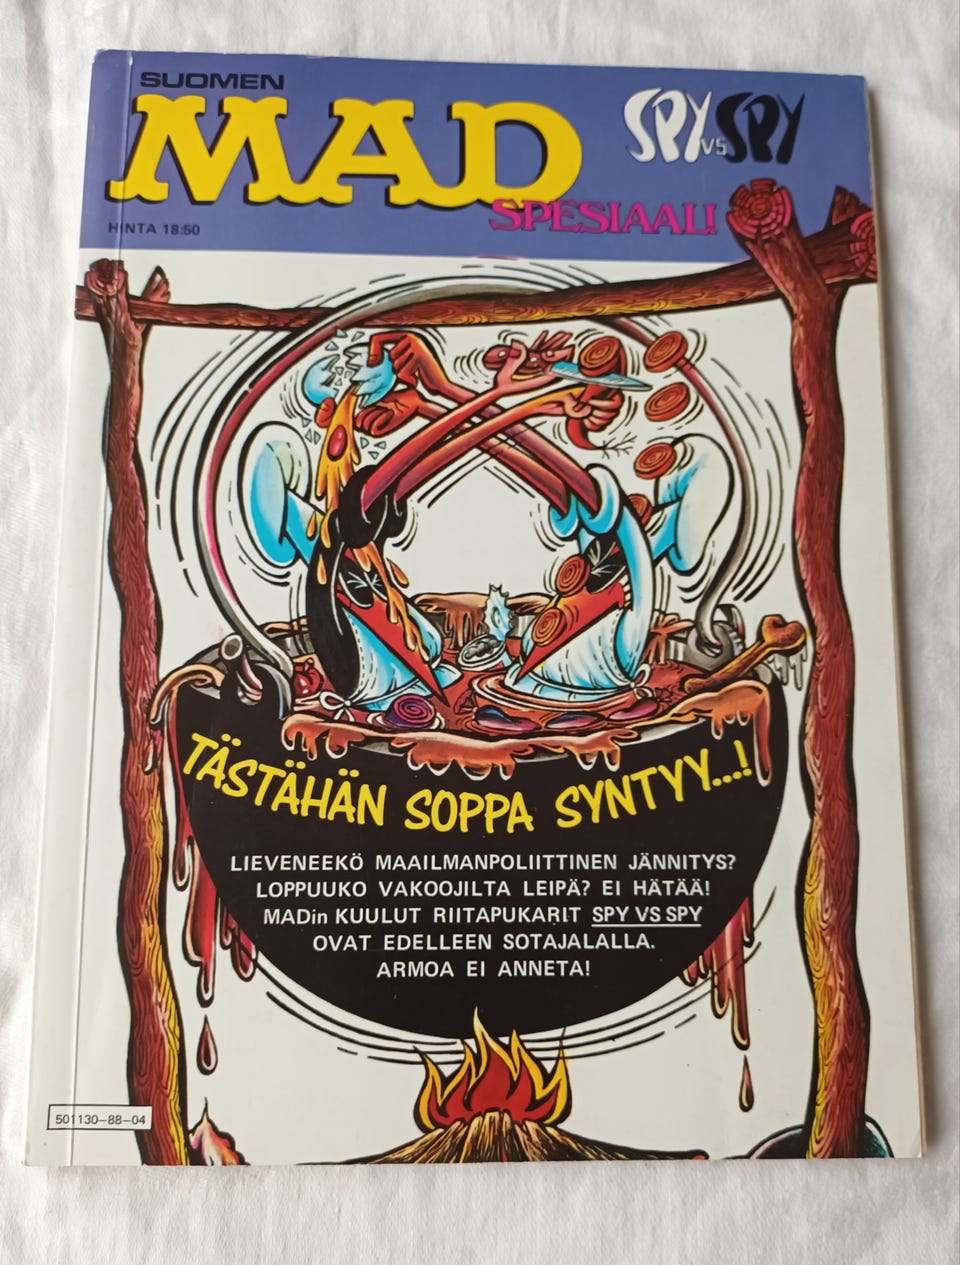 SUOMEN
MAD
SPY vs SPY
SPESIAALI
HINTA 18:50
TÄSTÄHÄN SOPPA SYNTYY...!
LIEVENEEKÖ MAAILMANPOLIITTINEN JÄNNITYS?
LOPPUUKO VAKOOJILTA LEIPÄ? EI HÄTÄÄ!
MADin KUULUT RIITAPUKARIT SPY VS SPY
OVAT EDELLEEN SOTAJALALLA.
ARMOA EI ANNETA!
501130–88–04